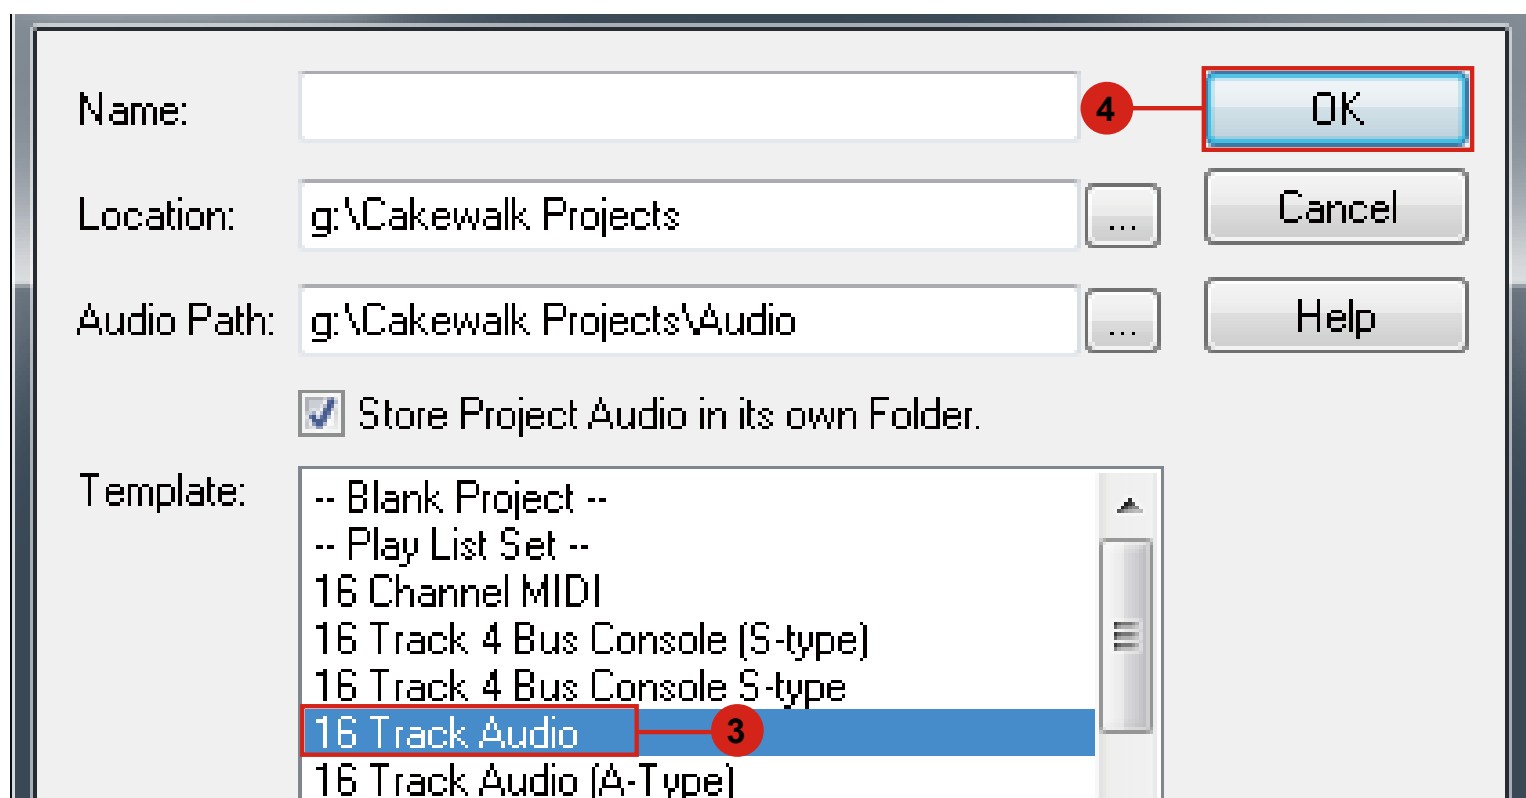 Name:
4
OK
Location:
g:\Cakewalk Projects
...
Cancel
Audio Path:
g:\Cakewalk Projects\Audio
...
Help
Store Project Audio in its own Folder.
Template:
-- Blank Project --
-- Play List Set --
16 Channel MIDI
16 Track 4 Bus Console (S-type)
16 Track 4 Bus Console S-type
16 Track Audio
3
16 Track Audio (A-Type)